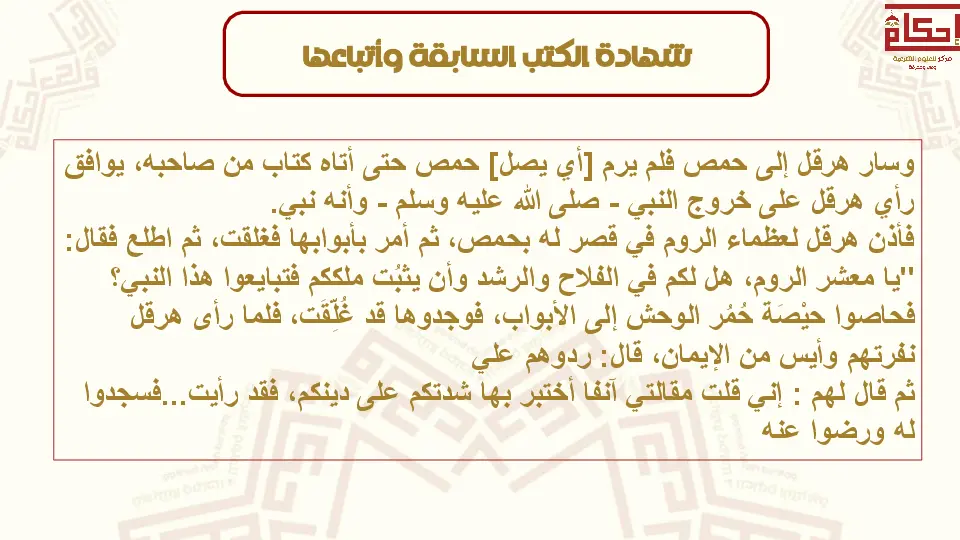 احكام
مركز للعلوم الشرعية
وعي ومعرفة
شهادة الكتب السابقة وأتباعها
وسار هرقل إلى حمص فلم يرم [أي يصل] حمص حتى أتاه كتاب من صاحبه، يوافق
رأي هرقل على خروج النبي - صلى الله عليه وسلم - وأنه نبي.
فأذن هرقل لعظماء الروم في قصر له بحمص، ثم أمر بأبوابها فغلقت، ثم اطلع فقال:
"يا معشر الروم، هل لكم في الفلاح والرشد وأن يثبُت ملككم فتبايعوا هذا النبي؟
فحاصوا حيْصَة حُمُر الوحش إلى الأبواب، فوجدوها قد غُلِّقَت، فلما رأى هرقل
نفرتهم وأيس من الإيمان، قال: ردوهم علي
ثم قال لهم : إني قلت مقالتي آنفا أختبر بها شدتكم على دينكم، فقد رأيت...فسجدوا
له ورضوا عنه